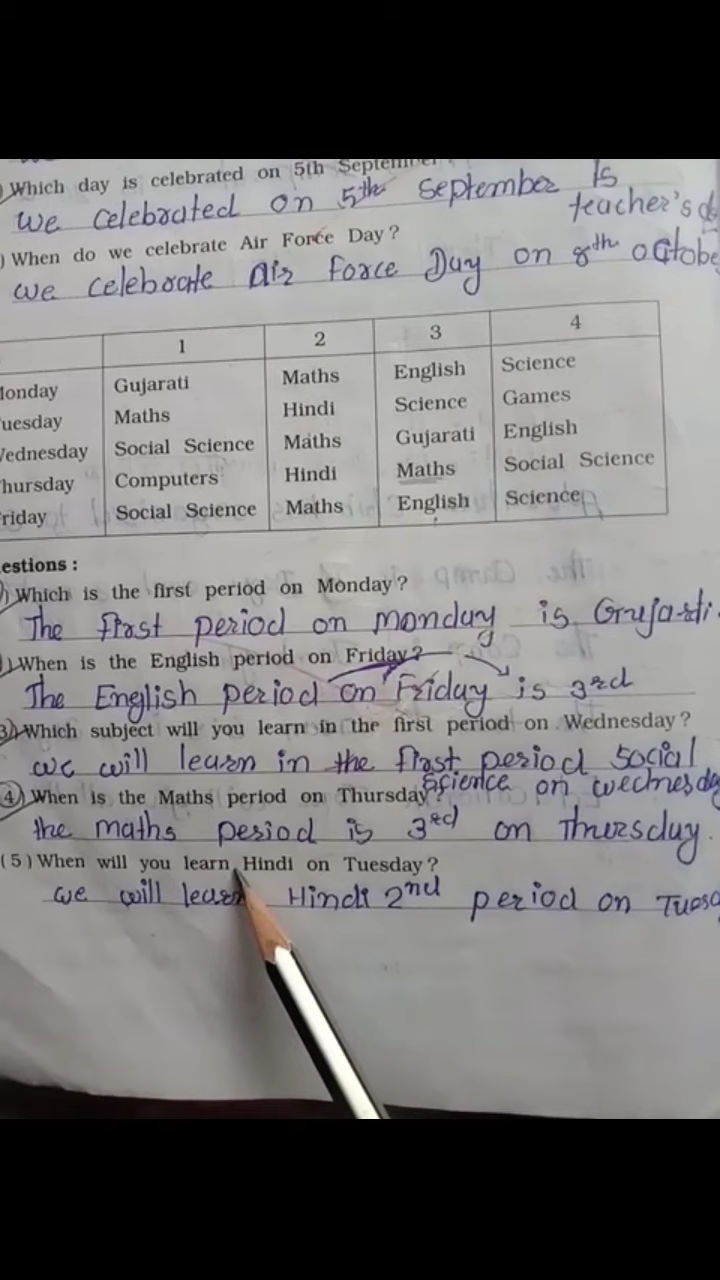 Which day is celebrated on 5th September
we celebrated on 5th september is
teacher's
) When do we celebrate Air Force Day?
we celebrate Air Force Day on 8th octobe
1 2 3 4
Monday Gujarati Maths English Science
uesday Maths Hindi Science Games
Wednesday Social Science Maths Gujarati English
hursday Computers Hindi Maths Social Science
riday Social Science Maths English Science
estions :
) Which is the first period on Monday?
The first period on monday is Grujarti.
) When is the English period on Friday?
The English period on Friday is 3rd
3) Which subject will you learn in the first period on Wednesday?
we will learn in the first period social
science on wednesday
(4) When is the Maths period on Thursday?
the maths period is 3rd on thursday.
(5) When will you learn Hindi on Tuesday?
we will learn Hindi 2nd period on Tuesd